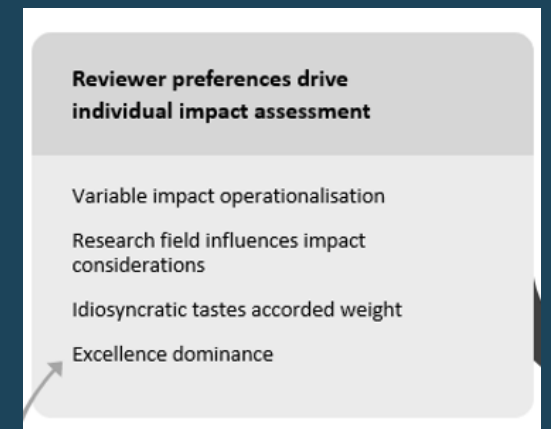 Reviewer preferences drive
individual impact assessment
Variable impact operationalisation
Research field influences impact
considerations
Idiosyncratic tastes accorded weight
Excellence dominance